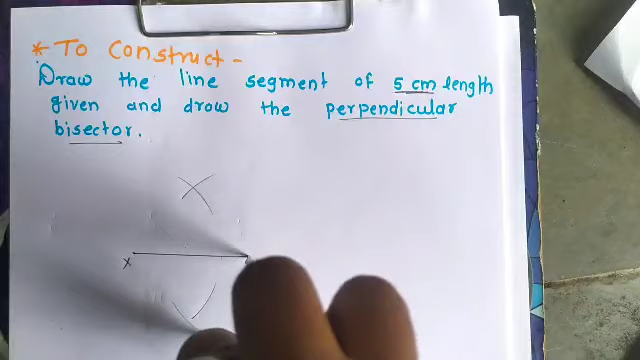 * To Construct -
Draw the line segment of 5 cm length
given and draw the perpendicular
bisector.
X